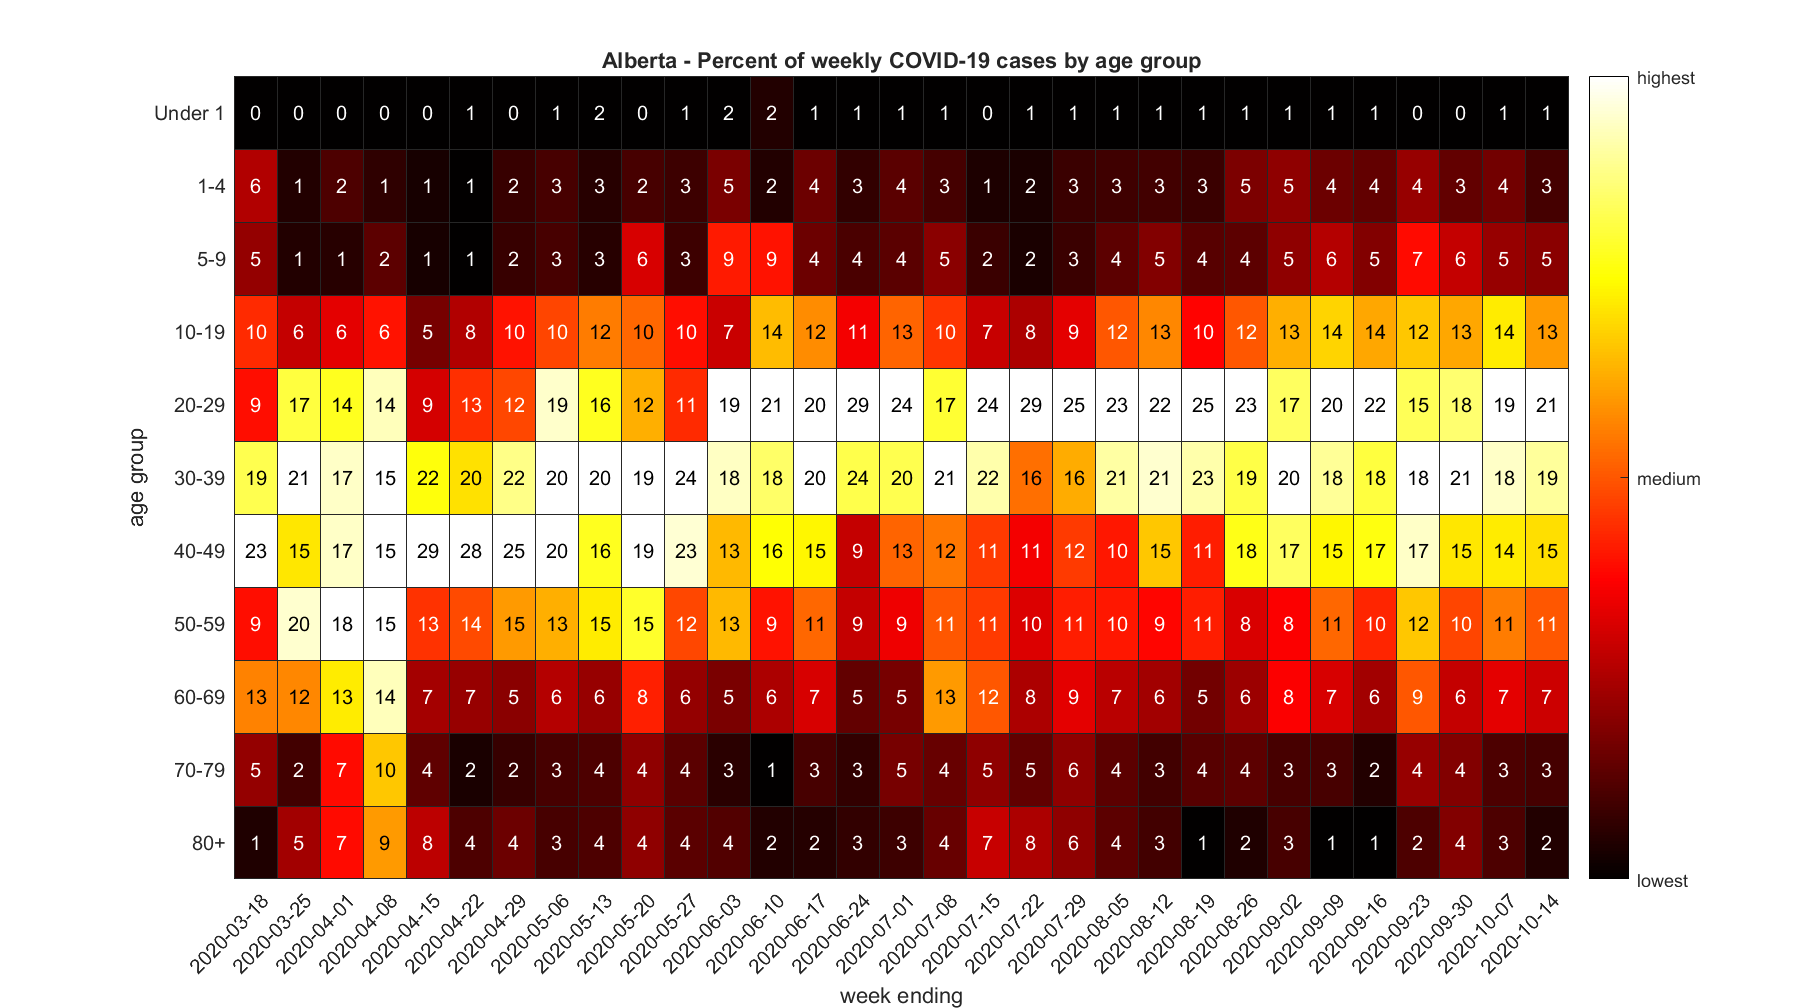 Alberta - Percent of weekly COVID-19 cases by age group
highest
Under 1 0 0 0 0 0 1 0 1 2 0 1 2 2 1 1 1 1 0 1 1 1 1 1 1 1 1 1 0 0 1 1
1-4 6 1 2 1 1 1 2 3 3 2 3 5 2 4 3 4 3 1 2 3 3 3 3 5 5 4 4 4 3 4 3
5-9 5 1 1 2 1 1 2 3 3 6 3 9 9 4 4 4 5 2 2 3 4 5 4 4 5 6 5 7 6 5 5
10-19 10 6 6 6 5 8 10 10 12 10 10 7 14 12 11 13 10 7 8 9 12 13 10 12 13 14 14 12 13 14 13
20-29 9 17 14 14 9 13 12 19 16 12 11 19 21 20 29 24 17 24 29 25 23 22 25 23 17 20 22 15 18 19 21
30-39 19 21 17 15 22 20 22 20 20 19 24 18 18 20 24 20 21 22 16 16 21 21 23 19 20 18 18 18 21 18 19
medium
age group
40-49 23 15 17 15 29 28 25 20 16 19 23 13 16 15 9 13 12 11 11 12 10 15 11 18 17 15 17 17 15 14 15
50-59 9 20 18 15 13 14 15 13 15 15 12 13 9 11 9 9 11 11 10 11 10 9 11 8 8 11 10 12 10 11 11
60-69 13 12 13 14 7 7 5 6 6 8 6 5 6 7 5 5 13 12 8 9 7 6 5 6 8 7 6 9 6 7 7
70-79 5 2 7 10 4 2 2 3 4 4 4 3 1 3 3 5 4 5 5 6 4 3 4 4 3 3 2 4 4 3 3
80+ 1 5 7 9 8 4 4 3 4 4 4 4 2 2 3 3 4 7 8 6 4 3 1 2 3 1 1 2 4 3 2
lowest
2020-03-18 2020-03-25 2020-04-01 2020-04-08 2020-04-15 2020-04-22 2020-04-29 2020-05-06 2020-05-13 2020-05-20 2020-05-27 2020-06-03 2020-06-10 2020-06-17 2020-06-24 2020-07-01 2020-07-08 2020-07-15 2020-07-22 2020-07-29 2020-08-05 2020-08-12 2020-08-19 2020-08-26 2020-09-02 2020-09-09 2020-09-16 2020-09-23 2020-09-30 2020-10-07 2020-10-14
week ending